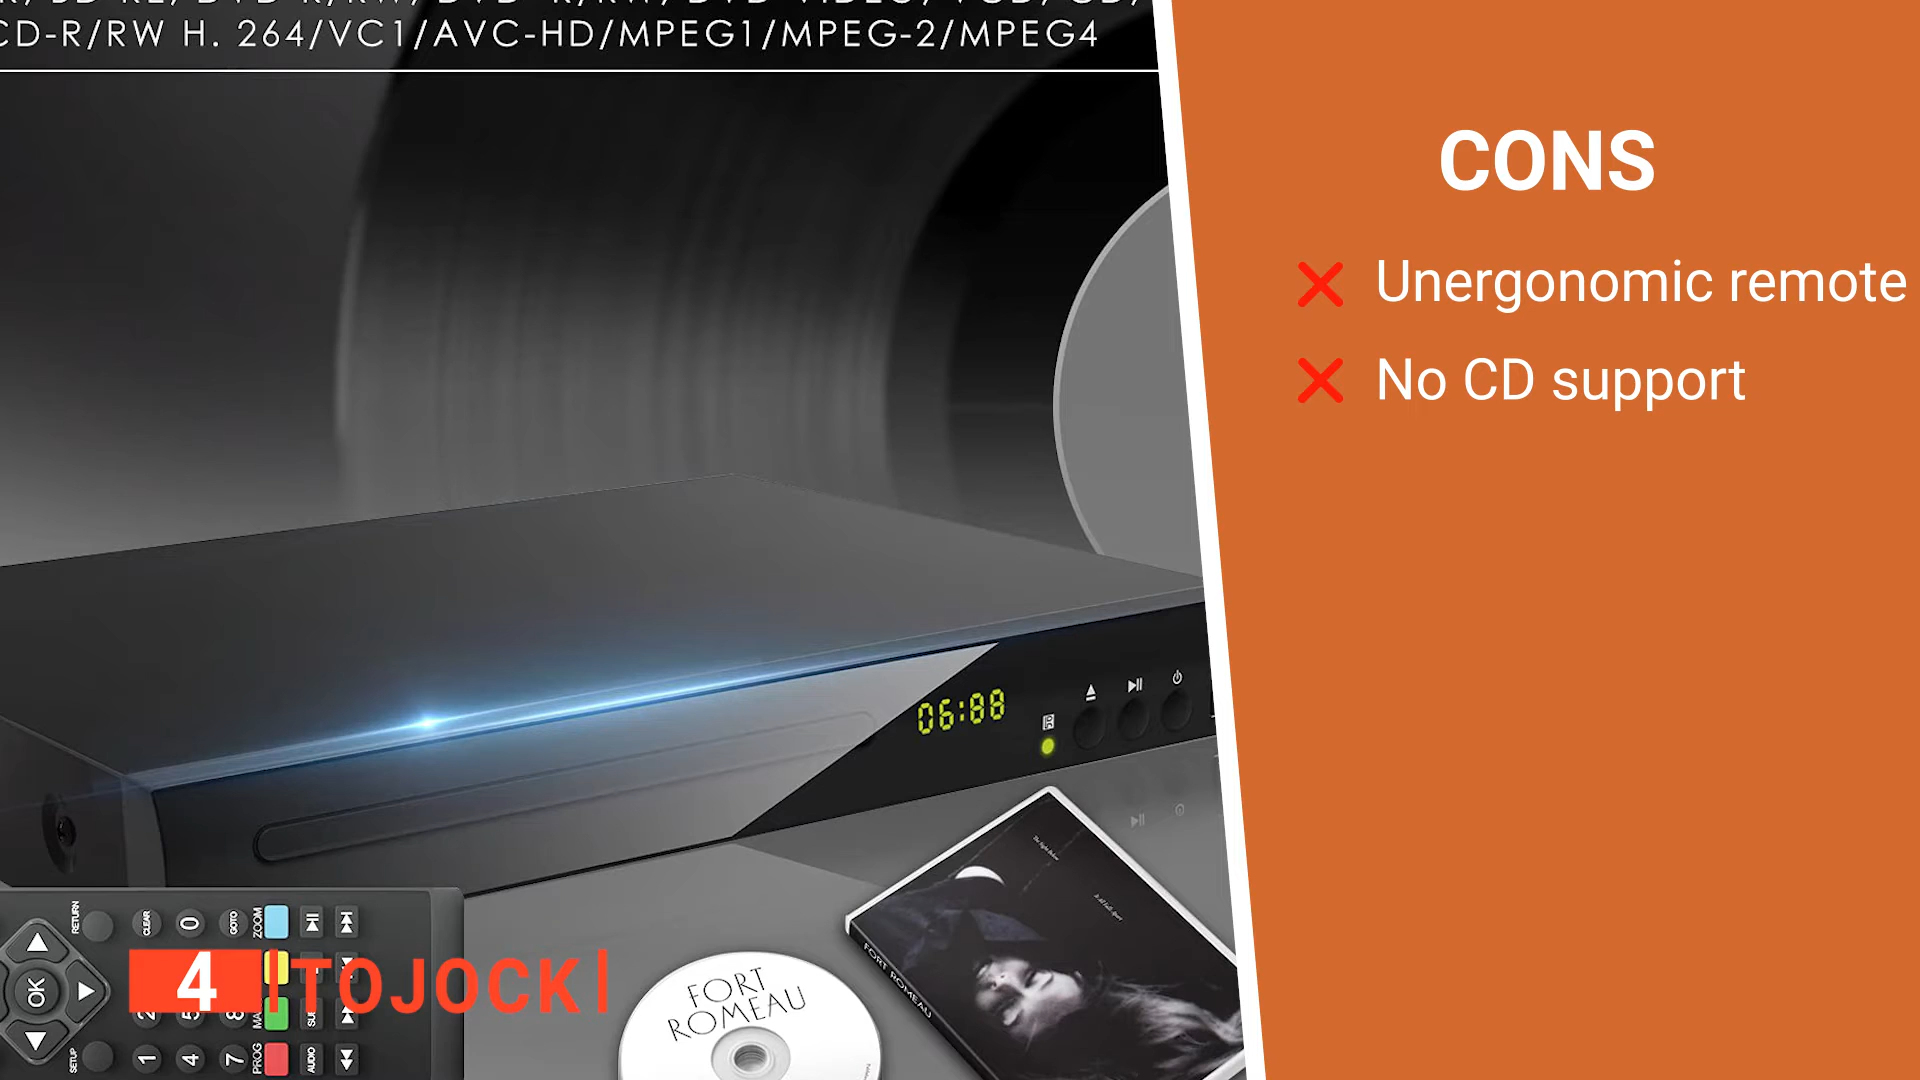 CD-R/RW H. 264/VC1/AVC-HD/MPEG1/MPEG-2/MPEG4
CONS
Unergonomic remote
No CD support
06:88
RETURN
CLEAR
0
GOTO
ZOOM
OK
SETUP
1
4
7
PROG
AUDIO
4 TOJOCK
FORT
ROMEAU
FORT ROMEAU